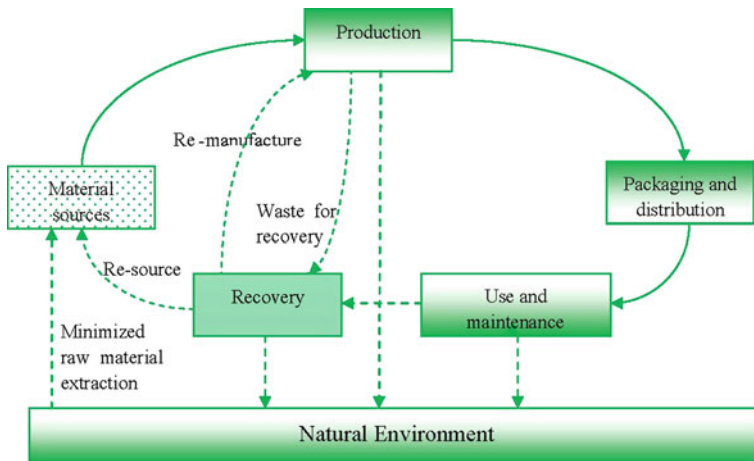 Production
Re-manufacture
Material
sources
Packaging and
distribution
Waste for
recovery
Re-source
Recovery
Use and
maintenance
Minimized
raw material
extraction
Natural Environment